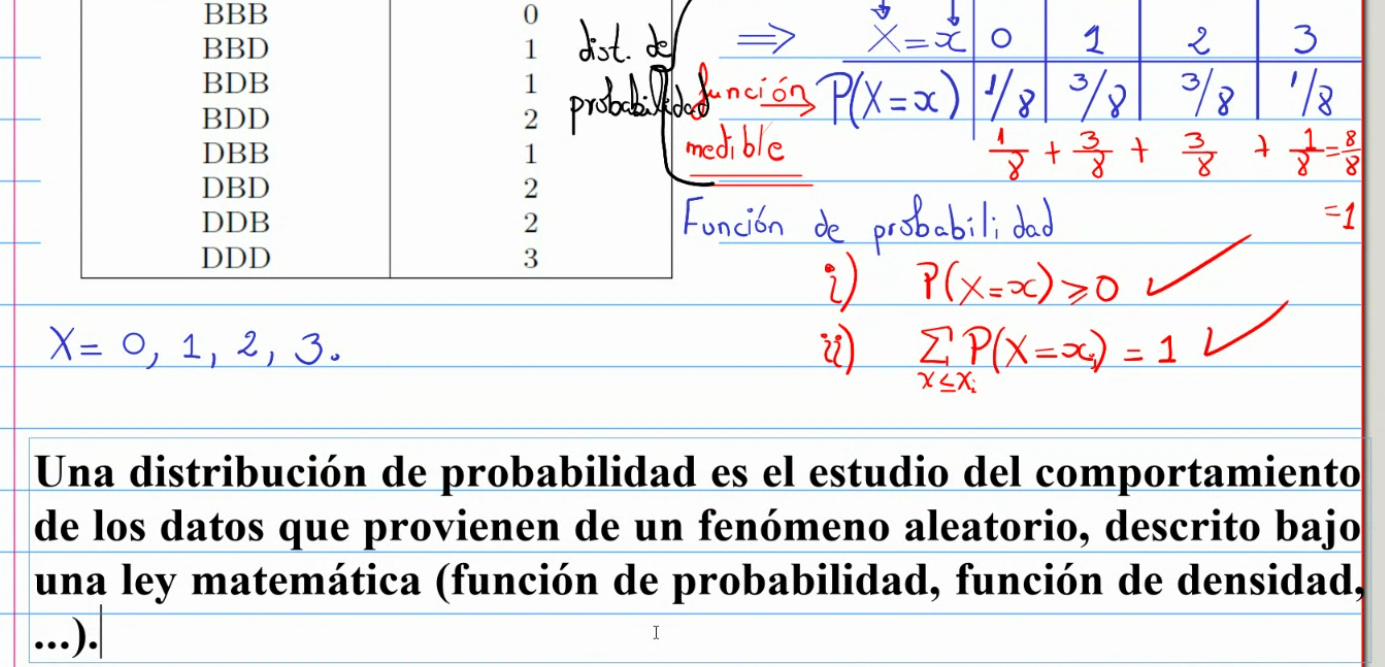 BBB 0
BBD 1
BDB 1
BDD 2
DBB 1
DBD 2
DDB 2
DDD 3
dist. de
probabilidad
⇒ X=x 0 1 2 3
función → P(X=x) 1/8 3/8 3/8 1/8
medible
1/8 + 3/8 + 3/8 + 1/8 = 8/8
=1
Función de probabilidad
i) P(X=x) ≥ 0 ✓
ii) Σ P(X=xi) = 1 ✓
x≤xi
X= 0, 1, 2, 3.
Una distribución de probabilidad es el estudio del comportamiento
de los datos que provienen de un fenómeno aleatorio, descrito bajo
una ley matemática (función de probabilidad, función de densidad,
...).